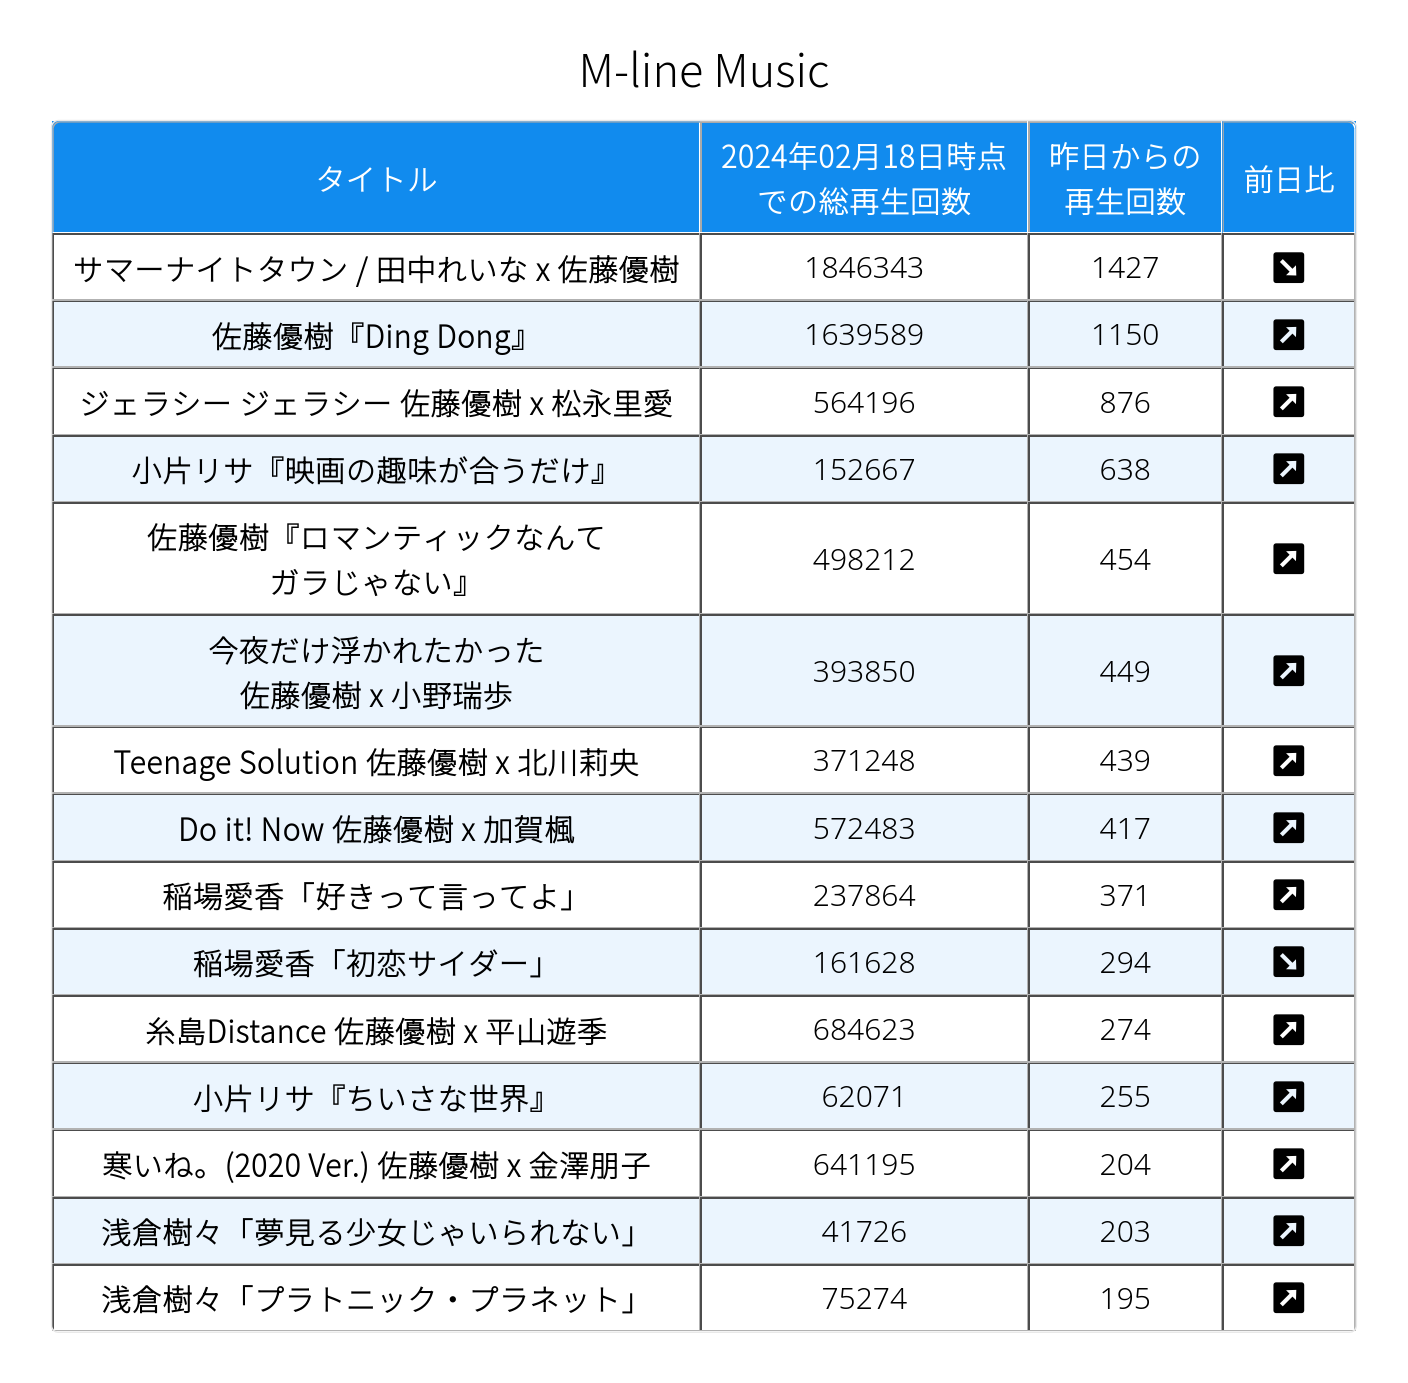 M-line Music
タイトル
2024年02月18日時点
での総再生回数
昨日からの
再生回数
前日比
サマーナイトタウン / 田中れいな x 佐藤優樹
1846343
1427
佐藤優樹『Ding Dong』
1639589
1150
ジェラシー ジェラシー 佐藤優樹 x 松永里愛
564196
876
小片リサ『映画の趣味が合うだけ』
152667
638
佐藤優樹『ロマンティックなんて
ガラじゃない』
498212
454
今夜だけ浮かれたかった
佐藤優樹 x 小野瑞歩
393850
449
Teenage Solution 佐藤優樹 x 北川莉央
371248
439
Do it! Now 佐藤優樹 x 加賀楓
572483
417
稲場愛香「好きって言ってよ」
237864
371
稲場愛香「初恋サイダー」
161628
294
糸島Distance 佐藤優樹 x 平山遊季
684623
274
小片リサ『ちいさな世界』
62071
255
寒いね。(2020 Ver.) 佐藤優樹 x 金澤朋子
641195
204
浅倉樹々「夢見る少女じゃいられない」
41726
203
浅倉樹々「プラトニック・プラネット」
75274
195